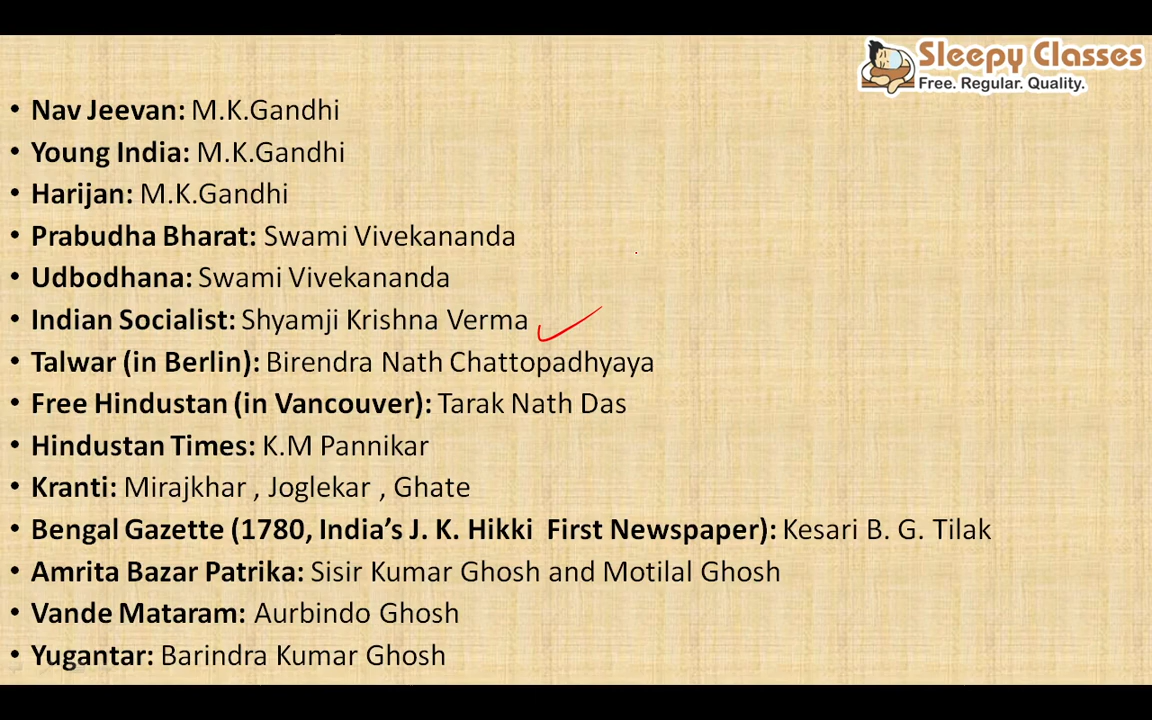 Sleepy Classes
Free. Regular. Quality.
• Nav Jeevan: M.K.Gandhi
• Young India: M.K.Gandhi
• Harijan: M.K.Gandhi
• Prabudha Bharat: Swami Vivekananda
• Udbodhana: Swami Vivekananda
• Indian Socialist: Shyamji Krishna Verma
• Talwar (in Berlin): Birendra Nath Chattopadhyaya
• Free Hindustan (in Vancouver): Tarak Nath Das
• Hindustan Times: K.M Pannikar
• Kranti: Mirajkhar , Joglekar , Ghate
• Bengal Gazette (1780, India’s J. K. Hikki First Newspaper): Kesari B. G. Tilak
• Amrita Bazar Patrika: Sisir Kumar Ghosh and Motilal Ghosh
• Vande Mataram: Aurbindo Ghosh
• Yugantar: Barindra Kumar Ghosh